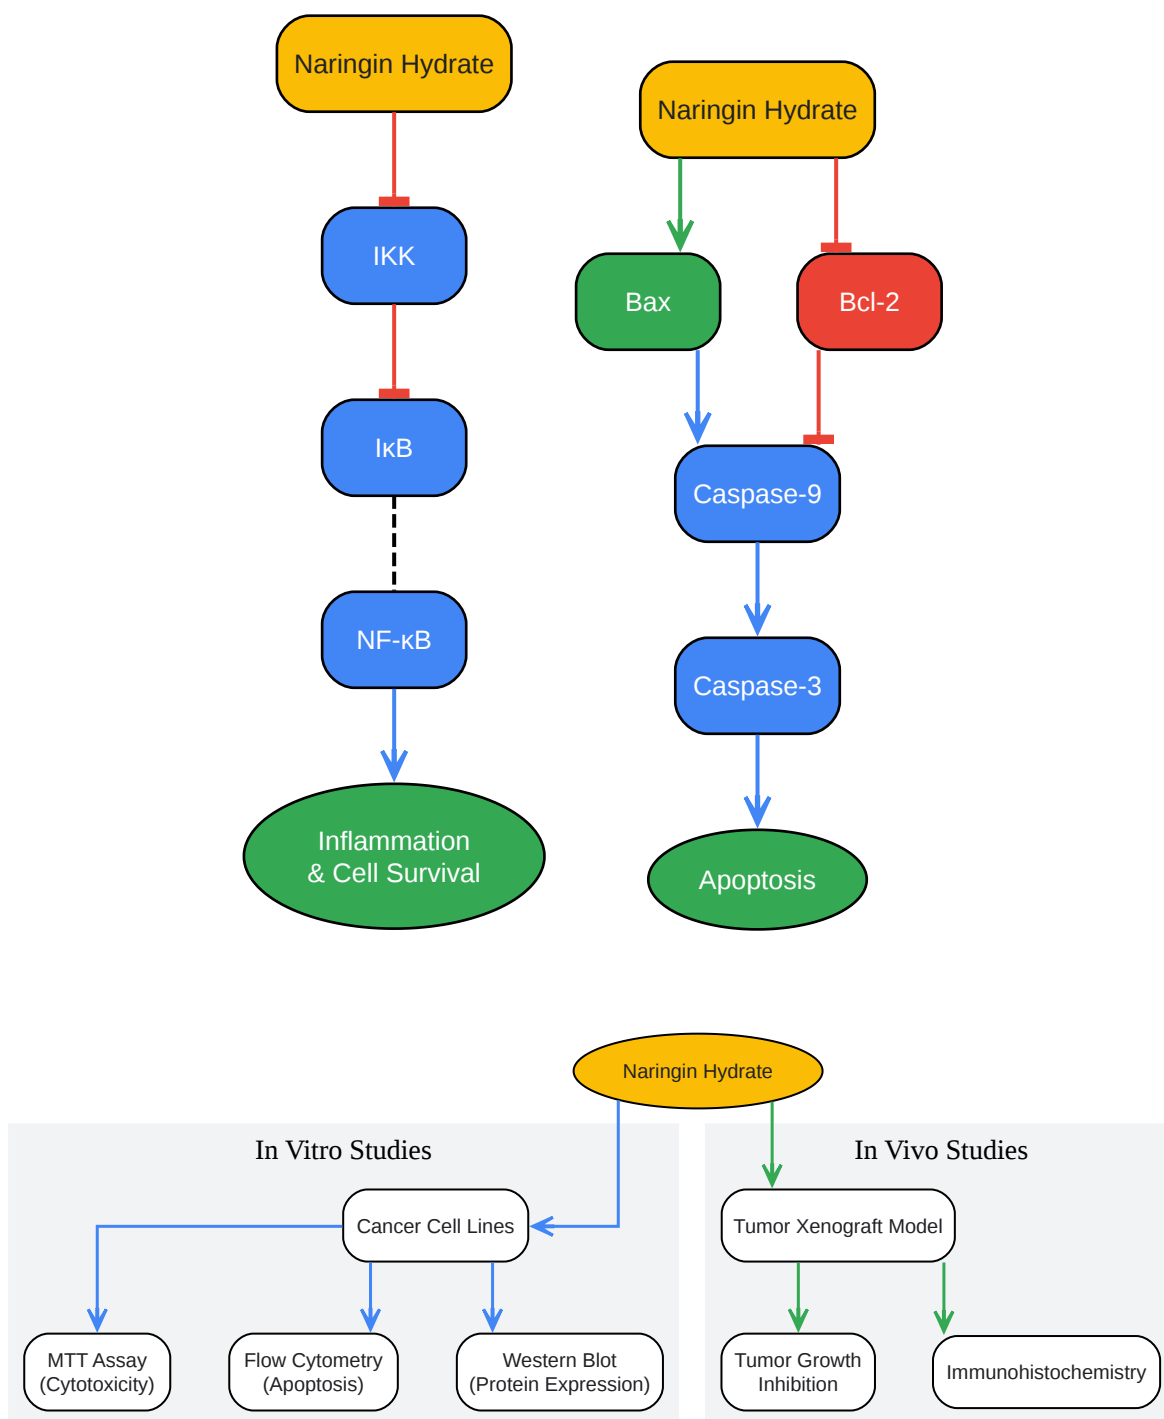 Naringin Hydrate
IKK
IκB
NF-κB
Inflammation
& Cell Survival
Naringin Hydrate
Bax
Bcl-2
Caspase-9
Caspase-3
Apoptosis
Naringin Hydrate
In Vitro Studies
Cancer Cell Lines
MTT Assay
(Cytotoxicity)
Flow Cytometry
(Apoptosis)
Western Blot
(Protein Expression)
In Vivo Studies
Tumor Xenograft Model
Tumor Growth
Inhibition
Immunohistochemistry